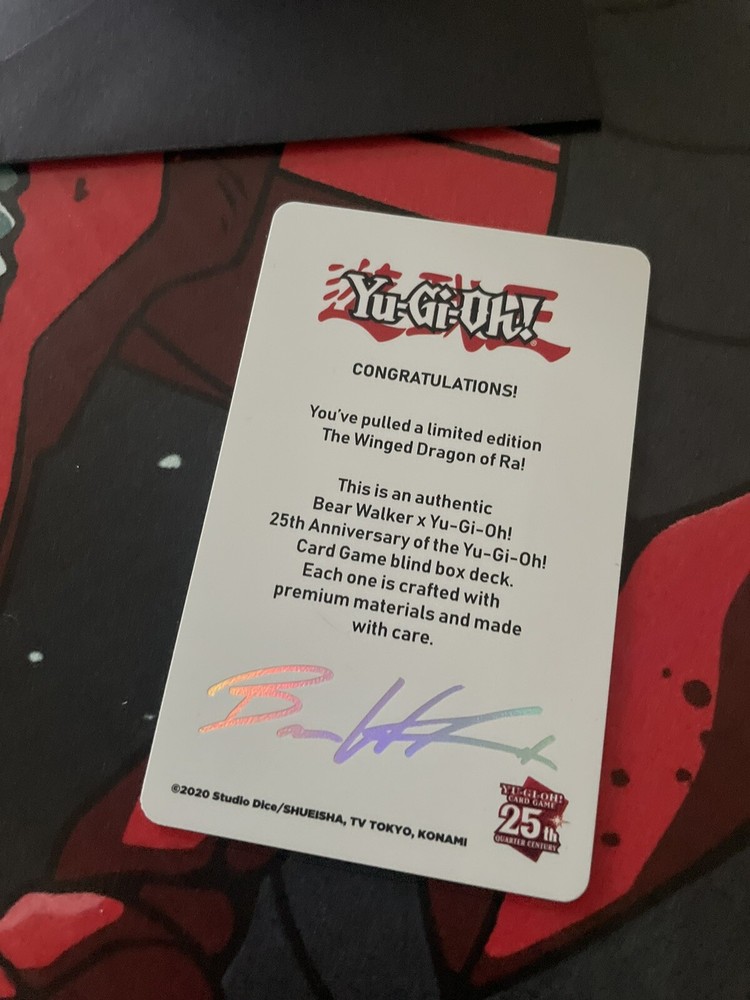 Yu-Gi-Oh!
CONGRATULATIONS!
You've pulled a limited edition
The Winged Dragon of Ra!
This is an authentic
Bear Walker x Yu-Gi-Oh!
25th Anniversary of the Yu-Gi-Oh!
Card Game blind box deck.
Each one is crafted with
premium materials and made
with care.
©2020 Studio Dice/SHUEISHA, TV TOKYO, KONAMI
YU-GI-OH!
CARD GAME
25th
QUARTER CENTURY